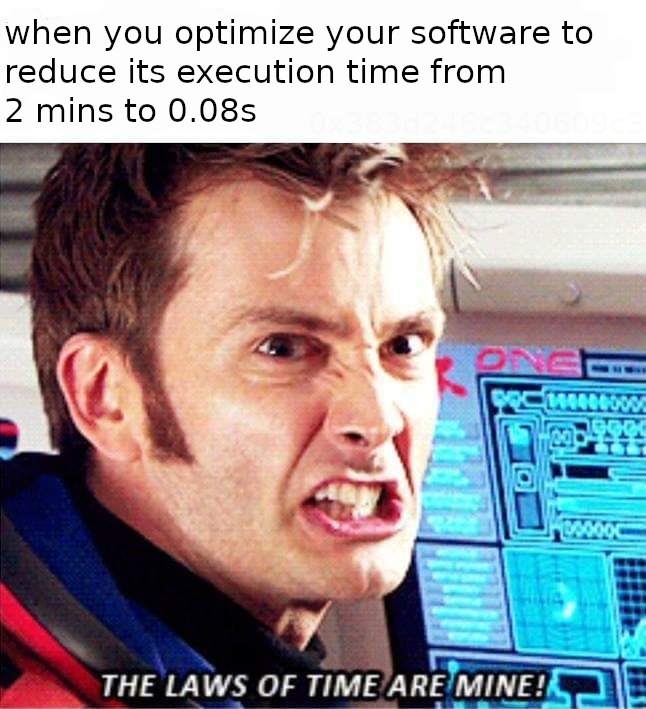 when you optimize your software to
reduce its execution time from
2 mins to 0.08s
ONE
THE LAWS OF TIME ARE MINE!